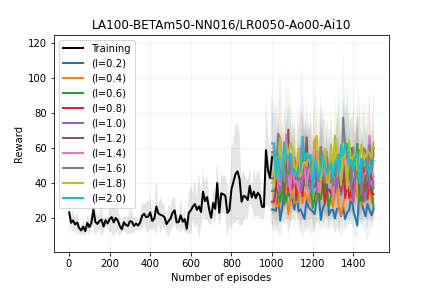 LA100-BETAm50-NN016/LR0050-Ao00-Ai10
120
100
80
60
40
20
Reward
Training
(l=0.2)
(l=0.4)
(l=0.6)
(l=0.8)
(l=1.0)
(l=1.2)
(l=1.4)
(l=1.6)
(l=1.8)
(l=2.0)
0 200 400 600 800 1000 1200 1400
Number of episodes